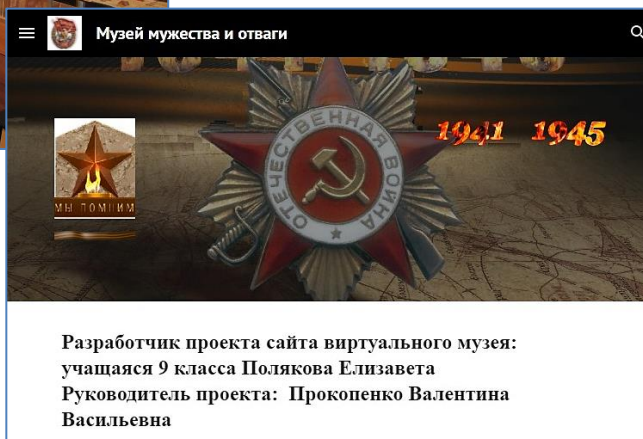 Музей мужества и отваги
1941 1945
ОТЕЧЕСТВЕННАЯ ВОЙНА
МЫ ПОМНИМ
Разработчик проекта сайта виртуального музея:
учащаяся 9 класса Полякова Елизавета
Руководитель проекта: Прокопенко Валентина
Васильевна